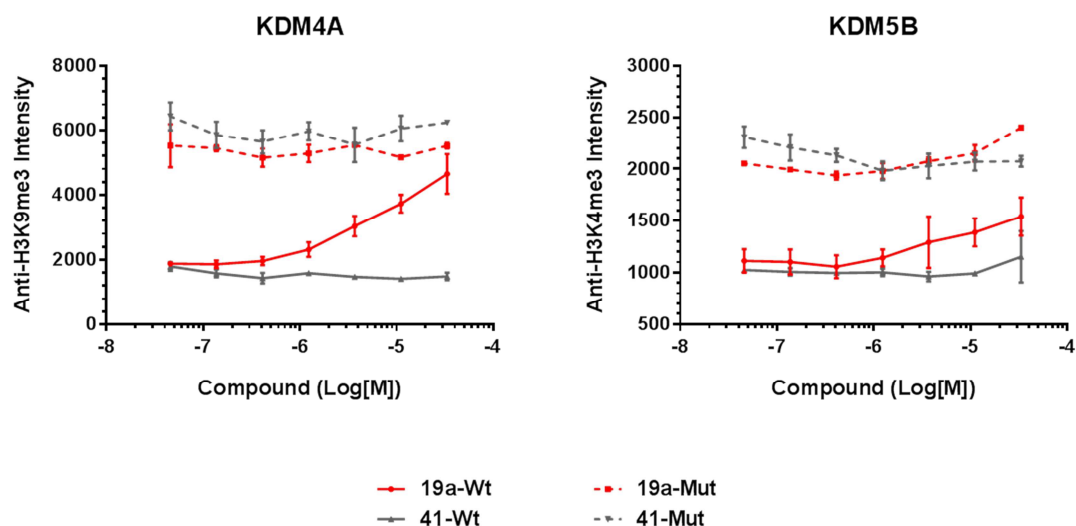 KDM4A
Anti-H3K9me3 Intensity
8000
6000
4000
2000
0
-8 -7 -6 -5 -4
Compound (Log[M])
KDM5B
Anti-H3K4me3 Intensity
3000
2500
2000
1500
1000
500
-8 -7 -6 -5 -4
Compound (Log[M])
19a-Wt 19a-Mut
41-Wt 41-Mut